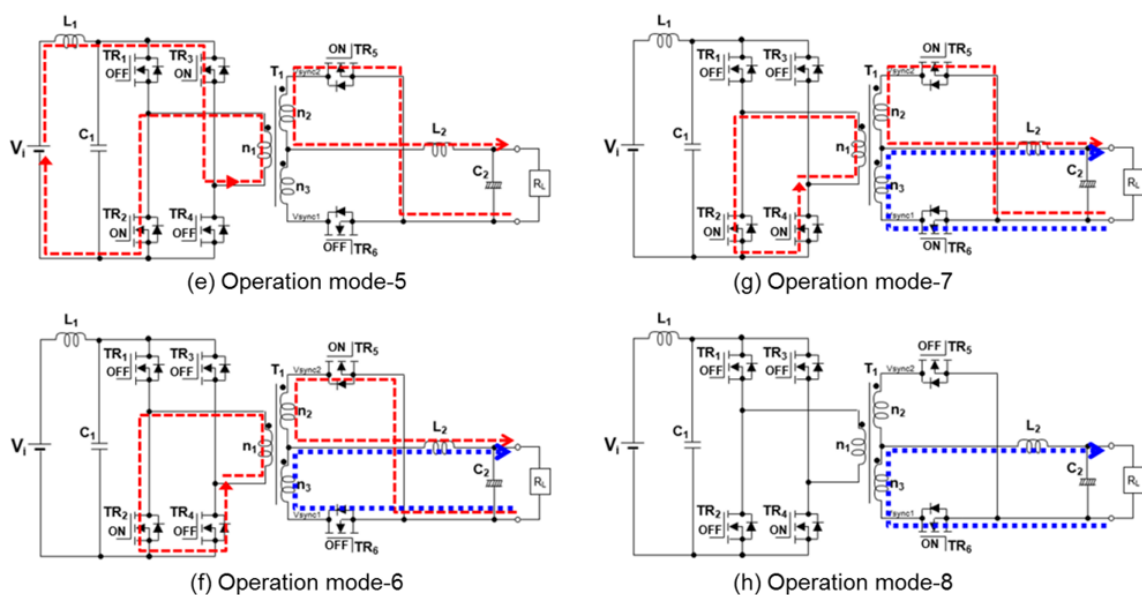 L1
TR1
OFF
TR3
ON
C1
Vi
n1
TR2
ON
TR4
OFF
T1
ON
TR5
Vsync2
n2
L2
n3
C2
RL
Vsync1
OFF
TR6
(e) Operation mode-5
L1
TR1
OFF
TR3
OFF
C1
Vi
n1
TR2
ON
TR4
ON
T1
ON
TR5
Vsync2
n2
L2
n3
C2
RL
Vsync1
ON
TR6
(g) Operation mode-7
L1
TR1
OFF
TR3
OFF
C1
Vi
n1
TR2
ON
TR4
OFF
T1
ON
TR5
Vsync2
n2
L2
n3
C2
RL
Vsync1
OFF
TR6
(f) Operation mode-6
L1
TR1
OFF
TR3
OFF
C1
Vi
n1
TR2
OFF
TR4
OFF
T1
OFF
TR5
Vsync2
n2
L2
n3
C2
RL
Vsync1
ON
TR6
(h) Operation mode-8